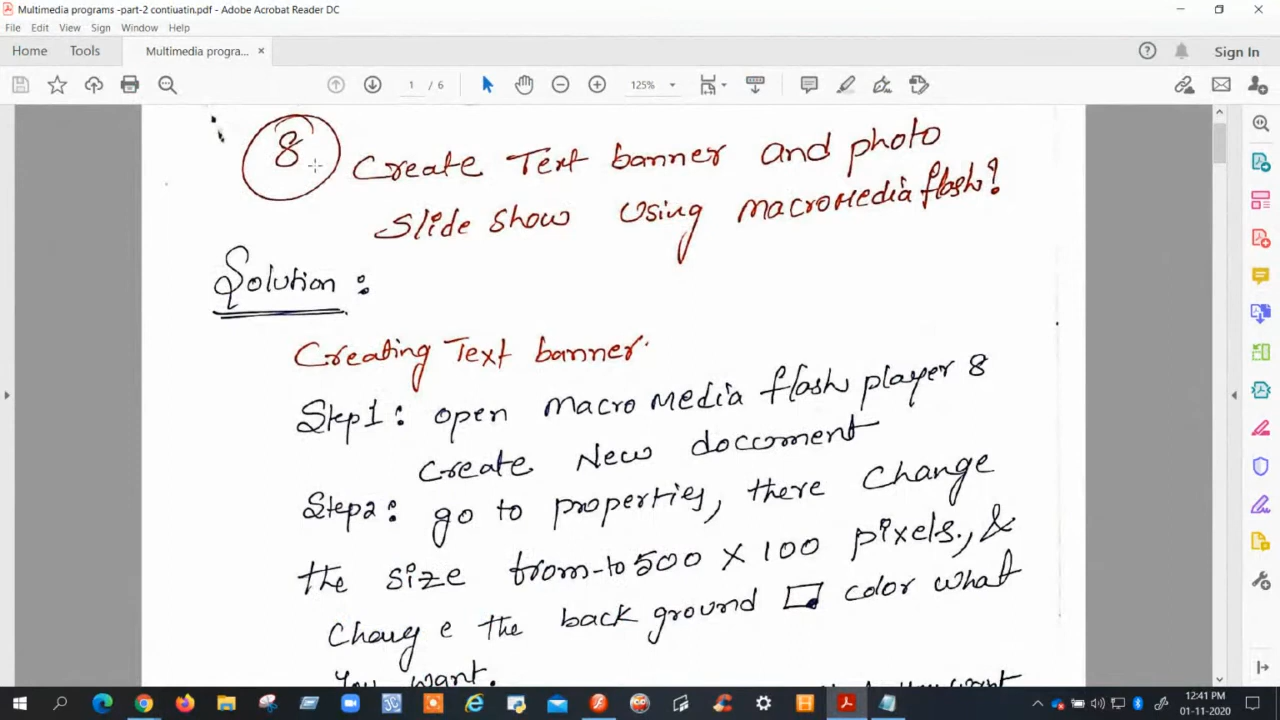 Multimedia programs -part-2 contiuatin.pdf - Adobe Acrobat Reader DC
File Edit View Sign Window Help
Home Tools Multimedia progra... × Sign In
1 / 6 125%
8 Create Text banner and photo
Slide show Using macromedia flash?
Solution:
Creating Text banner.
Step1: open macromedia flash player 8
create New doccoment
Step2: go to properties, there change
the size from-to 500 X 100 pixels., &
Change the back ground color what
You want.
want
12:41 PM
01-11-2020